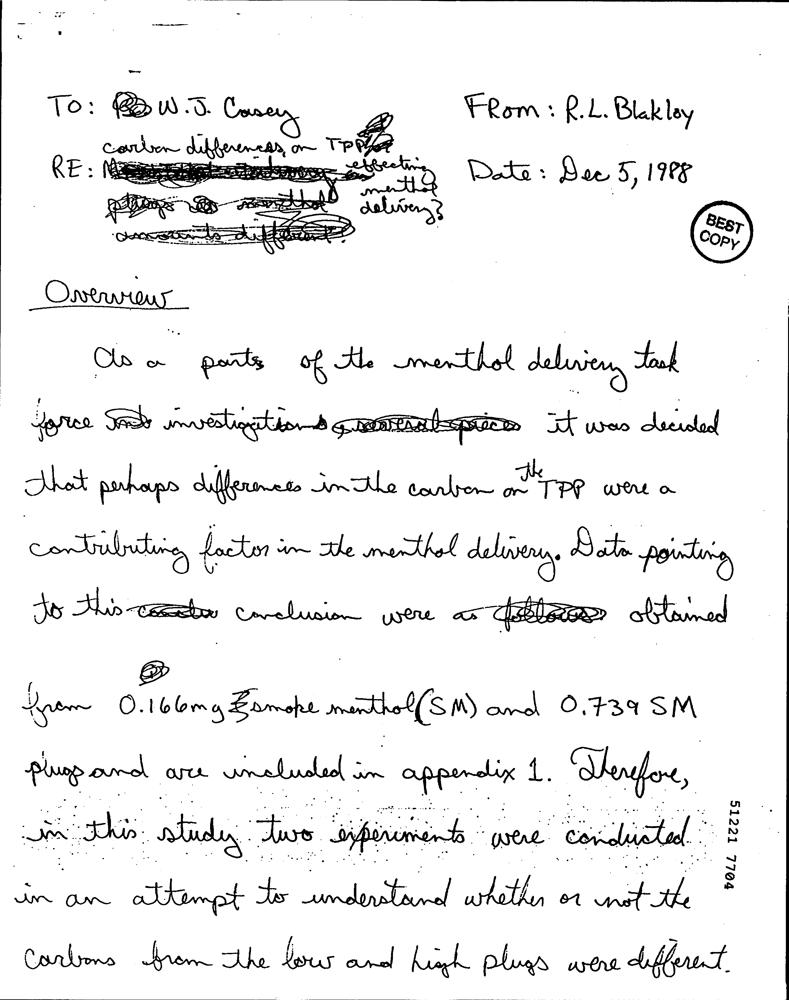 TO: W.J. Casey
FROM: R.L. Blakley
carbon differences on TPP
RE: effecting
menthol
delivery?
Date: Dec 5, 1988
BEST
COPY
Overview
As a parts of the menthol delivery task
force investigation it was decided
that perhaps differences in the carbon on the TPP were a
contributing factor in the menthol delivery. Data pointing
to this conclusion were obtained
from 0.166mg smoke menthol (SM) and 0.739 SM
plugs and are included in appendix 1. Therefore,
in this study two experiments were conducted
in an attempt to understand whether or not the
carbons from the low and high plugs were different.
51221 7704